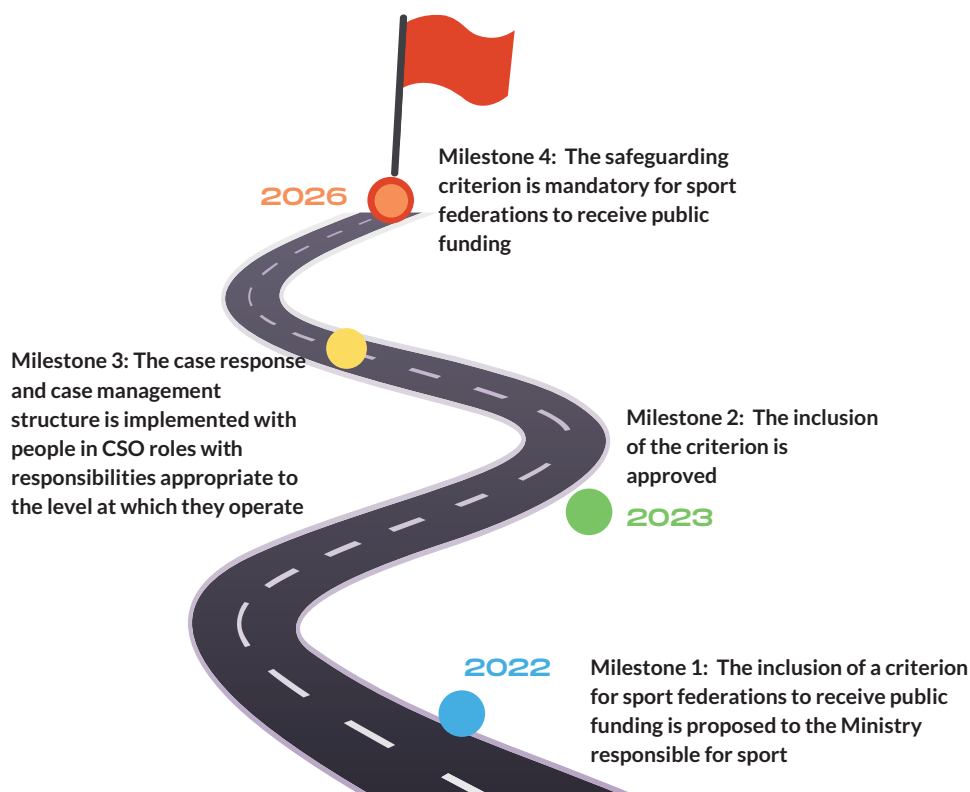 Milestone 4:  The safeguarding
criterion is mandatory for sport
federations to receive public
funding
2026
Milestone 3: The case response
and case management
structure is implemented with
people in CSO roles with
responsibilities appropriate to
the level at which they operate
Milestone 2:  The inclusion
of the criterion is
approved
2023
2022
Milestone 1:  The inclusion of a criterion
for sport federations to receive public
funding is proposed to the Ministry
responsible for sport